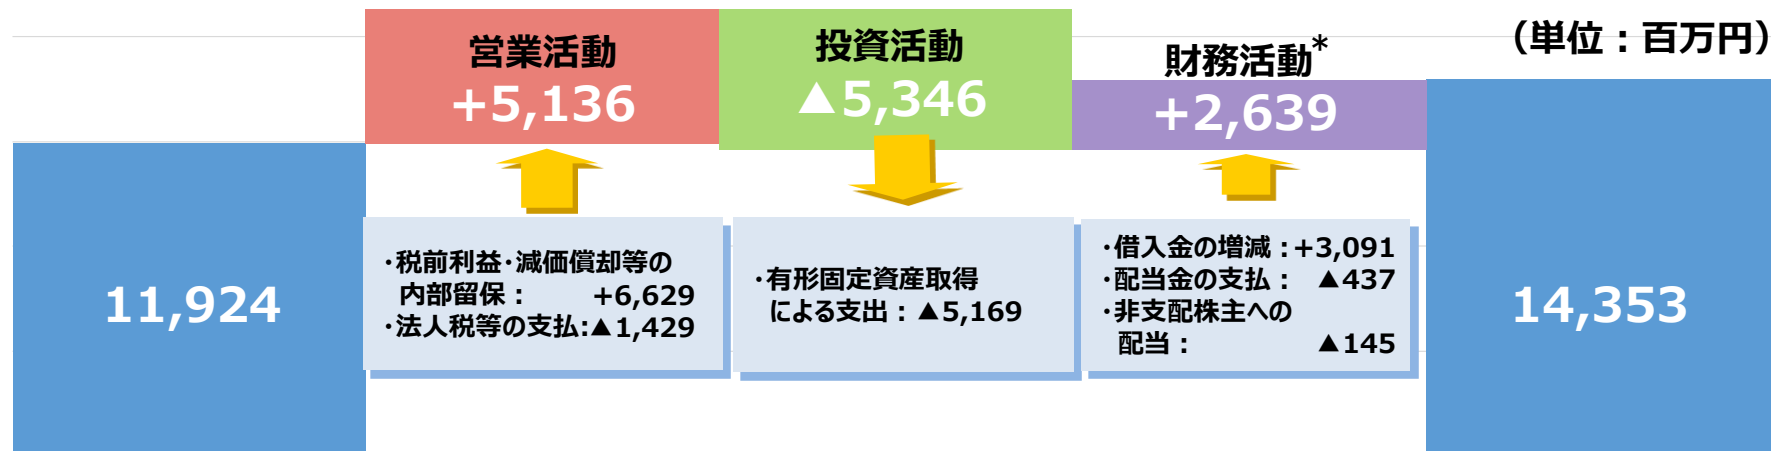 (単位：百万円)
営業活動
+5,136
投資活動
▲5,346
財務活動*
+2,639
11,924
・税前利益・減価償却等の
内部留保： +6,629
・法人税等の支払:▲1,429
・有形固定資産取得
による支出：▲5,169
・借入金の増減：+3,091
・配当金の支払： ▲437
・非支配株主への
配当： ▲145
14,353